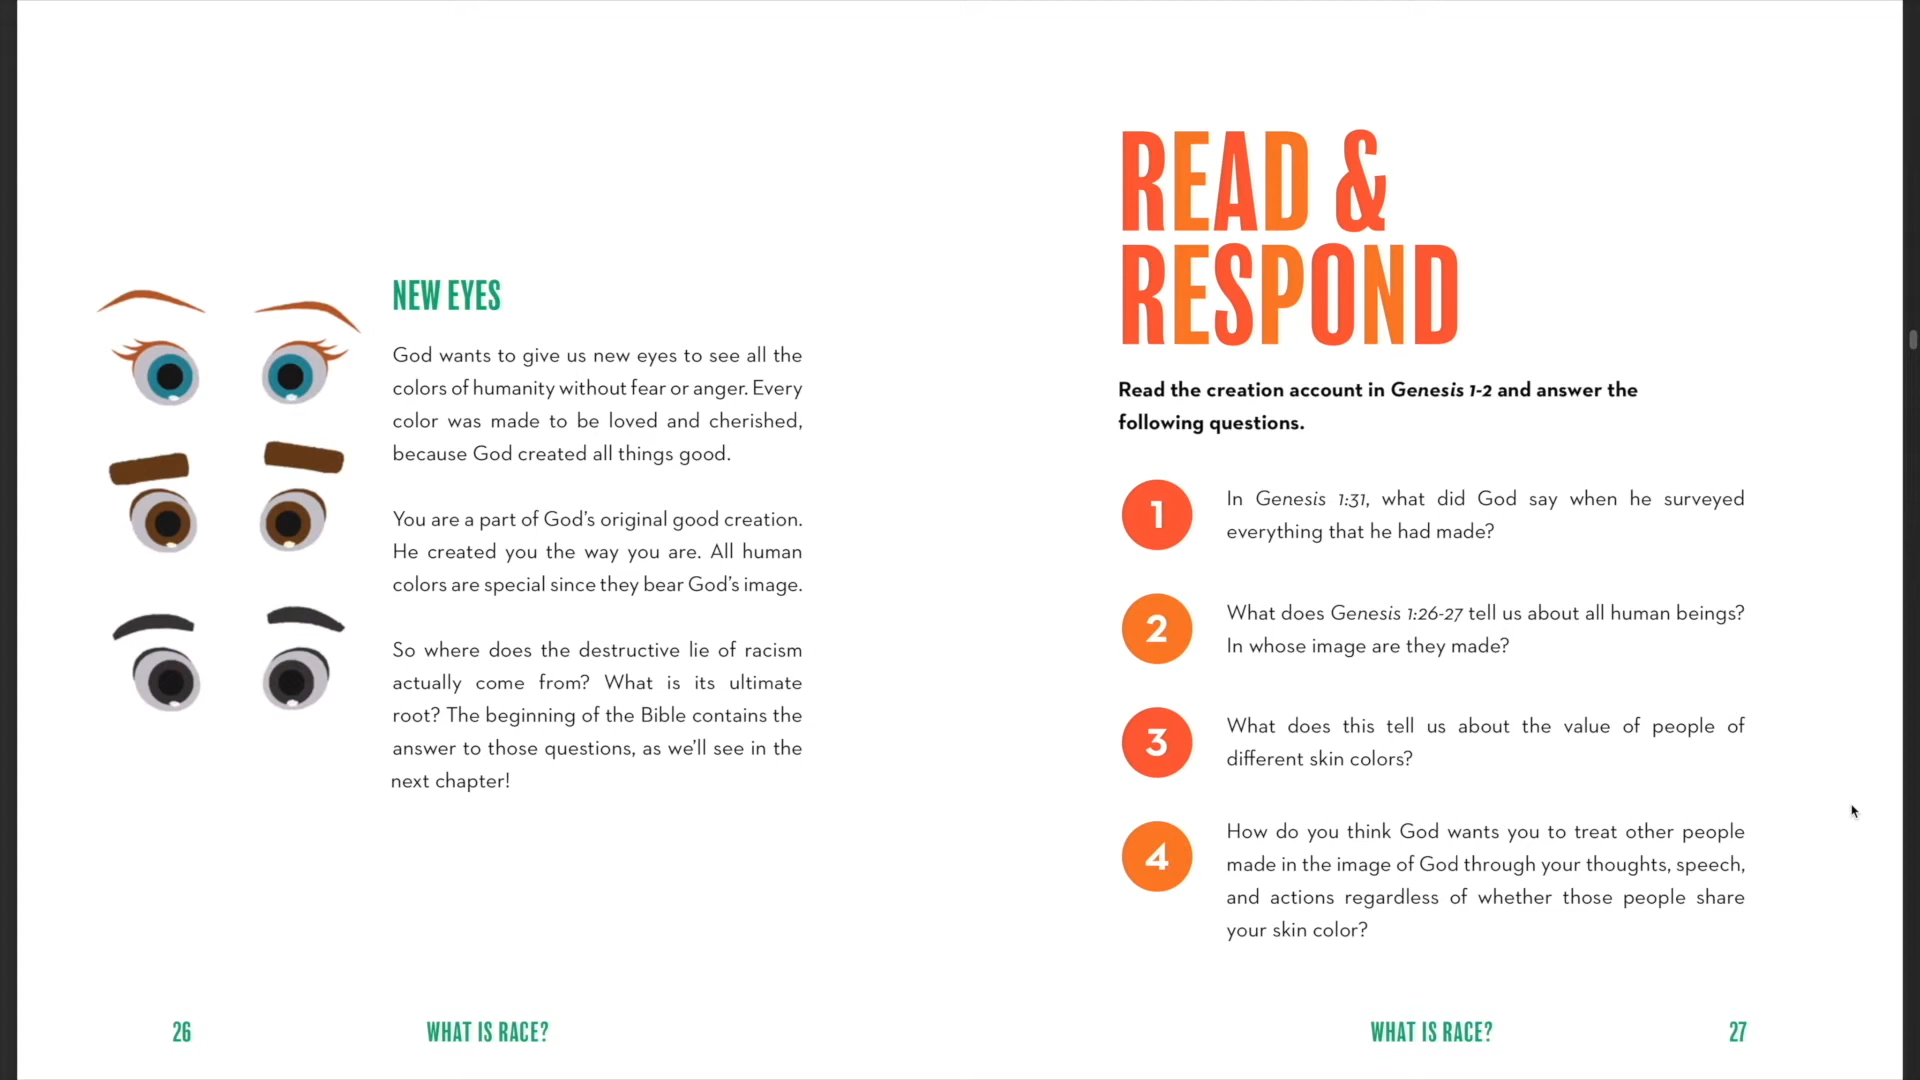 NEW EYES
God wants to give us new eyes to see all the
colors of humanity without fear or anger. Every
color was made to be loved and cherished,
because God created all things good.
You are a part of God's original good creation.
He created you the way you are. All human
colors are special since they bear God's image.
So where does the destructive lie of racism
actually come from? What is its ultimate
root? The beginning of the Bible contains the
answer to those questions, as we'll see in the
next chapter!
26
WHAT IS RACE?
READ &
RESPOND
Read the creation account in Genesis 1-2 and answer the
following questions.
1
In Genesis 1:31, what did God say when he surveyed
everything that he had made?
2
What does Genesis 1:26-27 tell us about all human beings?
In whose image are they made?
3
What does this tell us about the value of people of
different skin colors?
4
How do you think God wants you to treat other people
made in the image of God through your thoughts, speech,
and actions regardless of whether those people share
your skin color?
WHAT IS RACE?
27